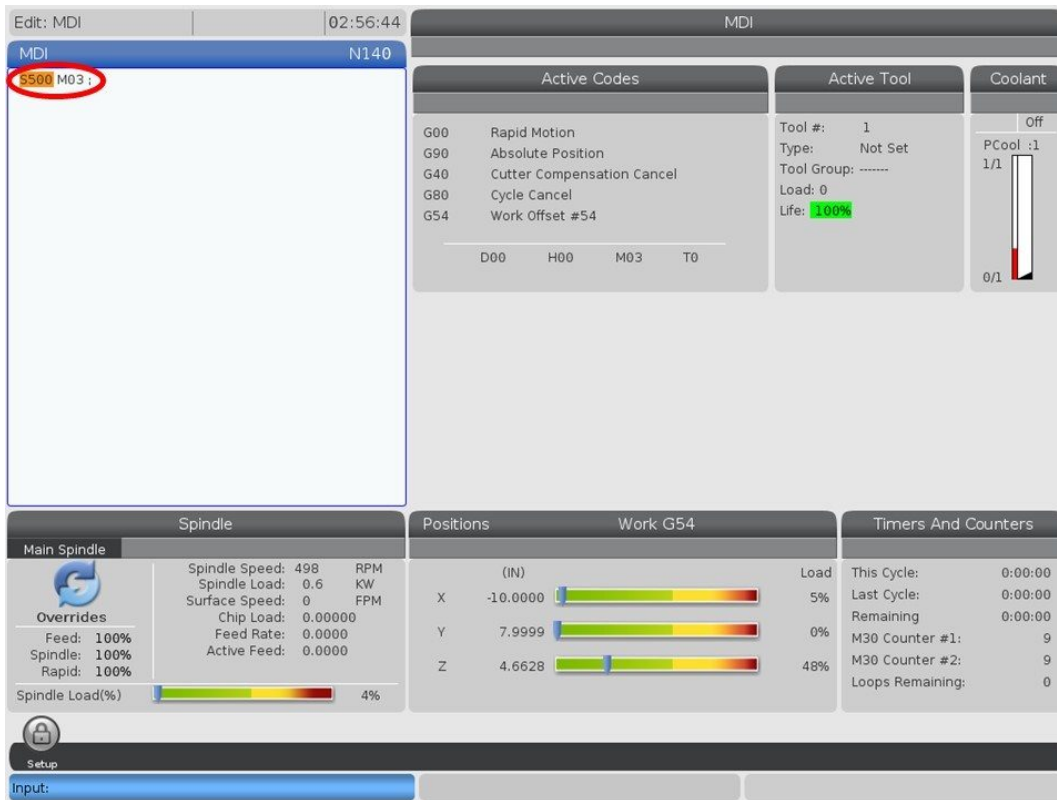 Edit: MDI 02:56:44
MDI N140
S500 M03 ;
MDI
Active Codes
G00 Rapid Motion
G90 Absolute Position
G40 Cutter Compensation Cancel
G80 Cycle Cancel
G54 Work Offset #54
D00 H00 M03 T0
Active Tool
Tool #: 1
Type: Not Set
Tool Group: -------
Load: 0
Life: 100%
Coolant
Off
PCool :1
1/1
0/1
Spindle
Main Spindle
Overrides
Feed: 100%
Spindle: 100%
Rapid: 100%
Spindle Speed: 498 RPM
Spindle Load: 0.6 KW
Surface Speed: 0 FPM
Chip Load: 0.00000
Feed Rate: 0.0000
Active Feed: 0.0000
Spindle Load(%) 4%
Positions Work G54
(IN) Load
X -10.0000 5%
Y 7.9999 0%
Z 4.6628 48%
Timers And Counters
This Cycle: 0:00:00
Last Cycle: 0:00:00
Remaining 0:00:00
M30 Counter #1: 9
M30 Counter #2: 9
Loops Remaining: 0
Setup
Input: